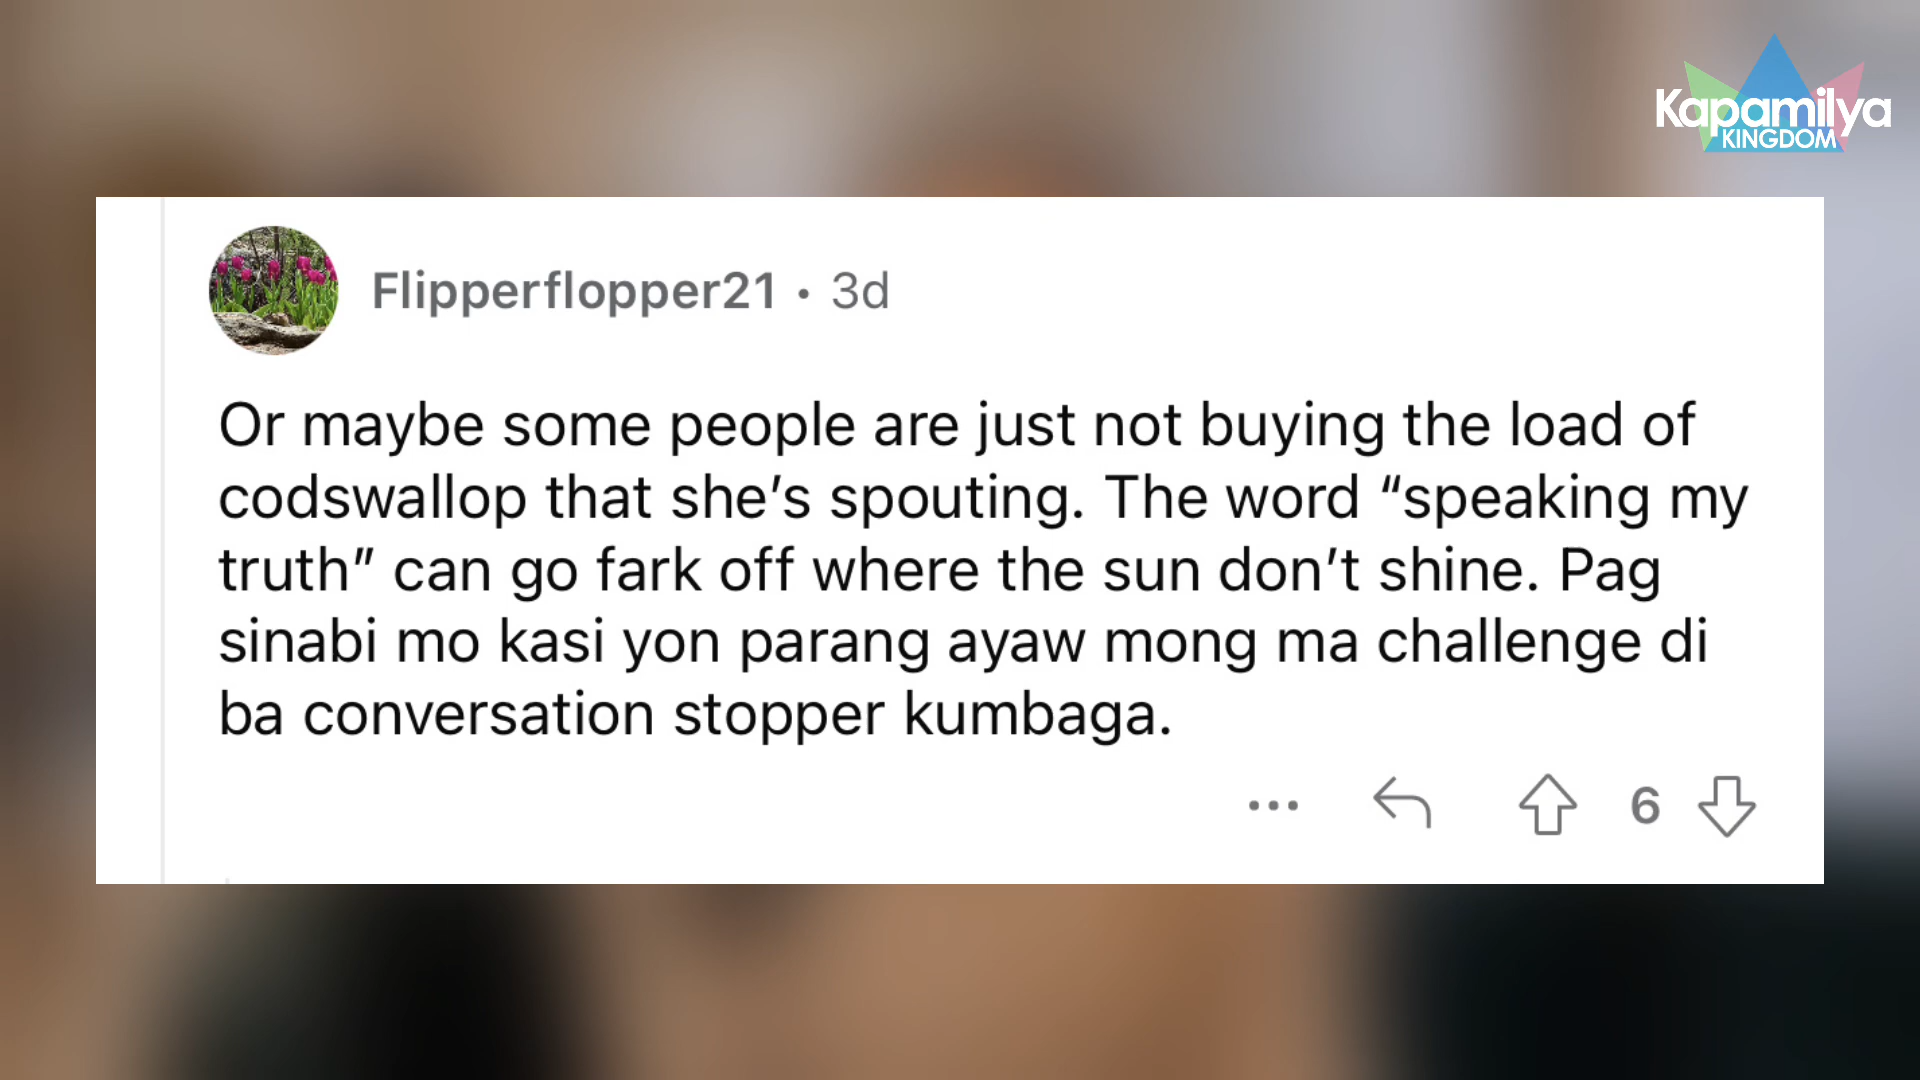 Kapamilya
KINGDOM
Flipperflopper21 • 3d
Or maybe some people are just not buying the load of
codswallop that she’s spouting. The word “speaking my
truth” can go fark off where the sun don’t shine. Pag
sinabi mo kasi yon parang ayaw mong ma challenge di
ba conversation stopper kumbaga.
6